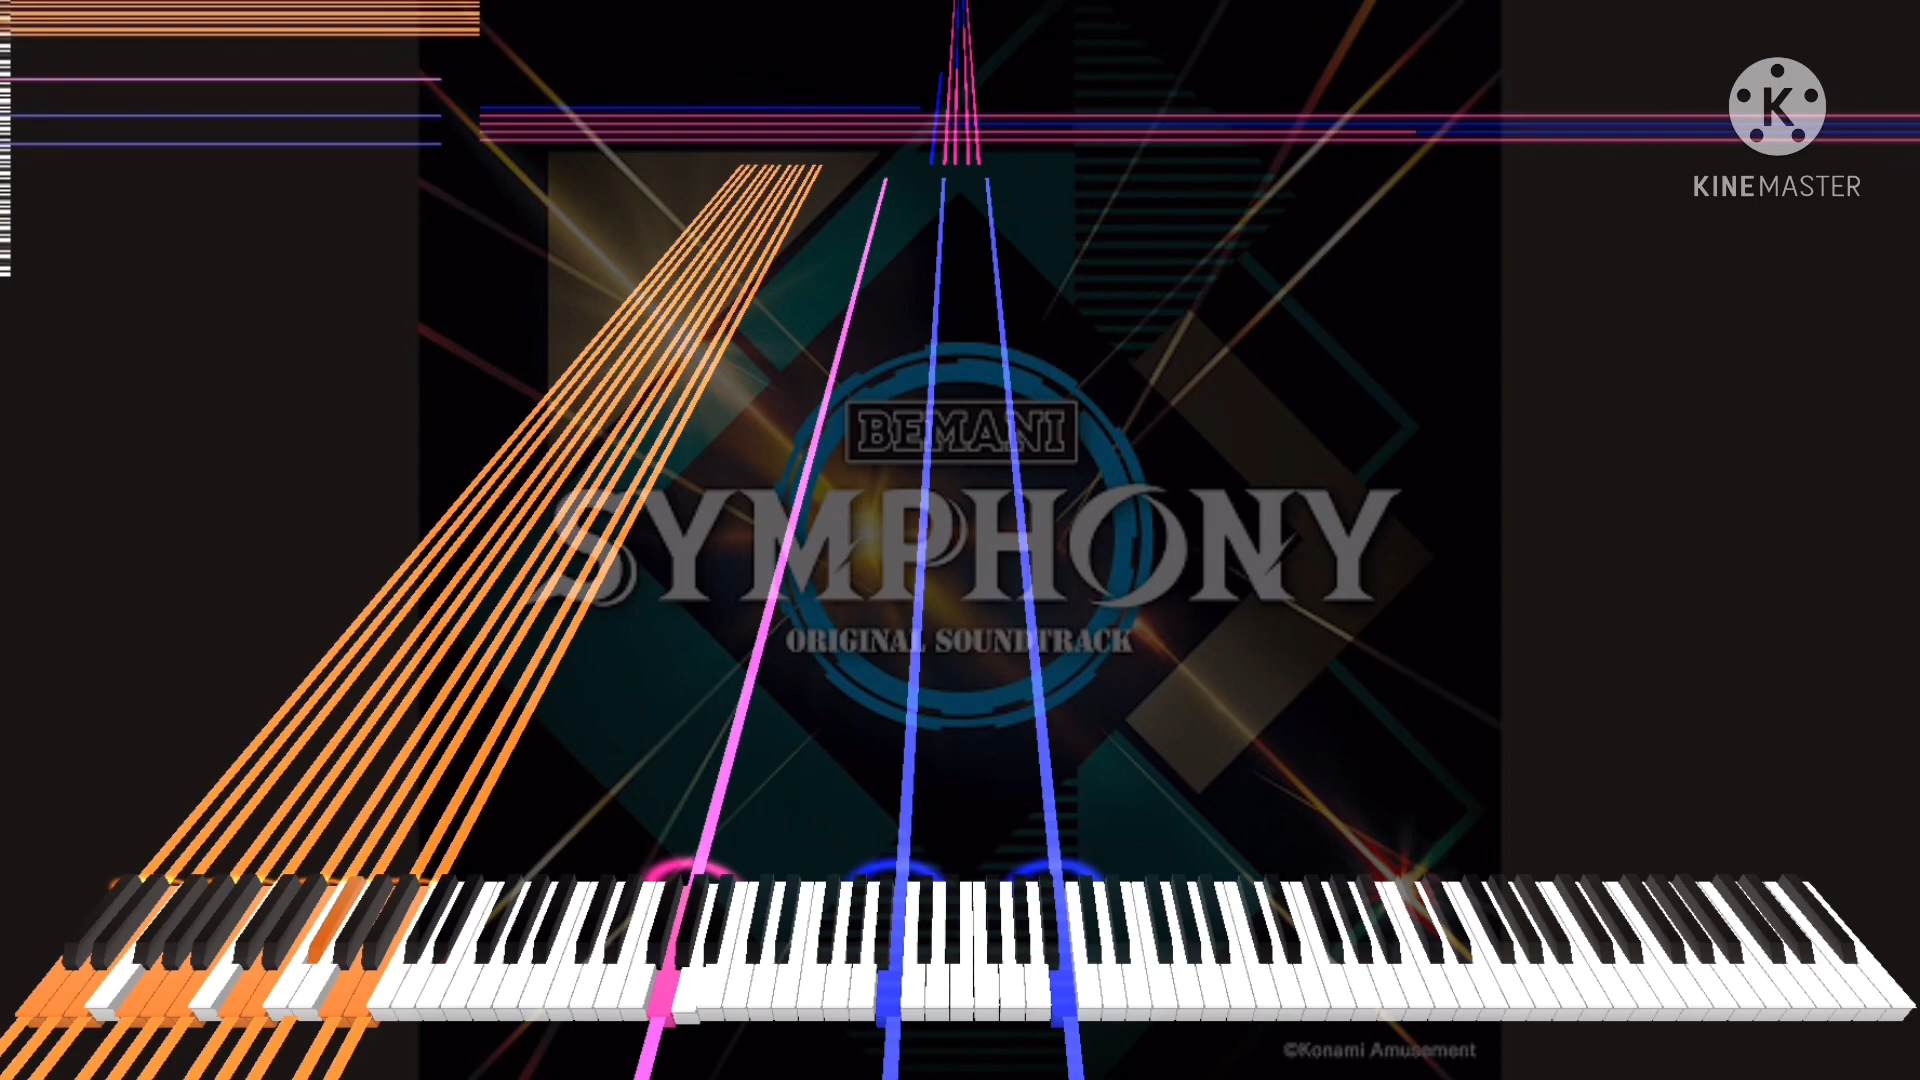 K
KINEMASTER
BEMANI
SYMPHONY
ORIGINAL SOUNDTRACK
©Konami Amusement